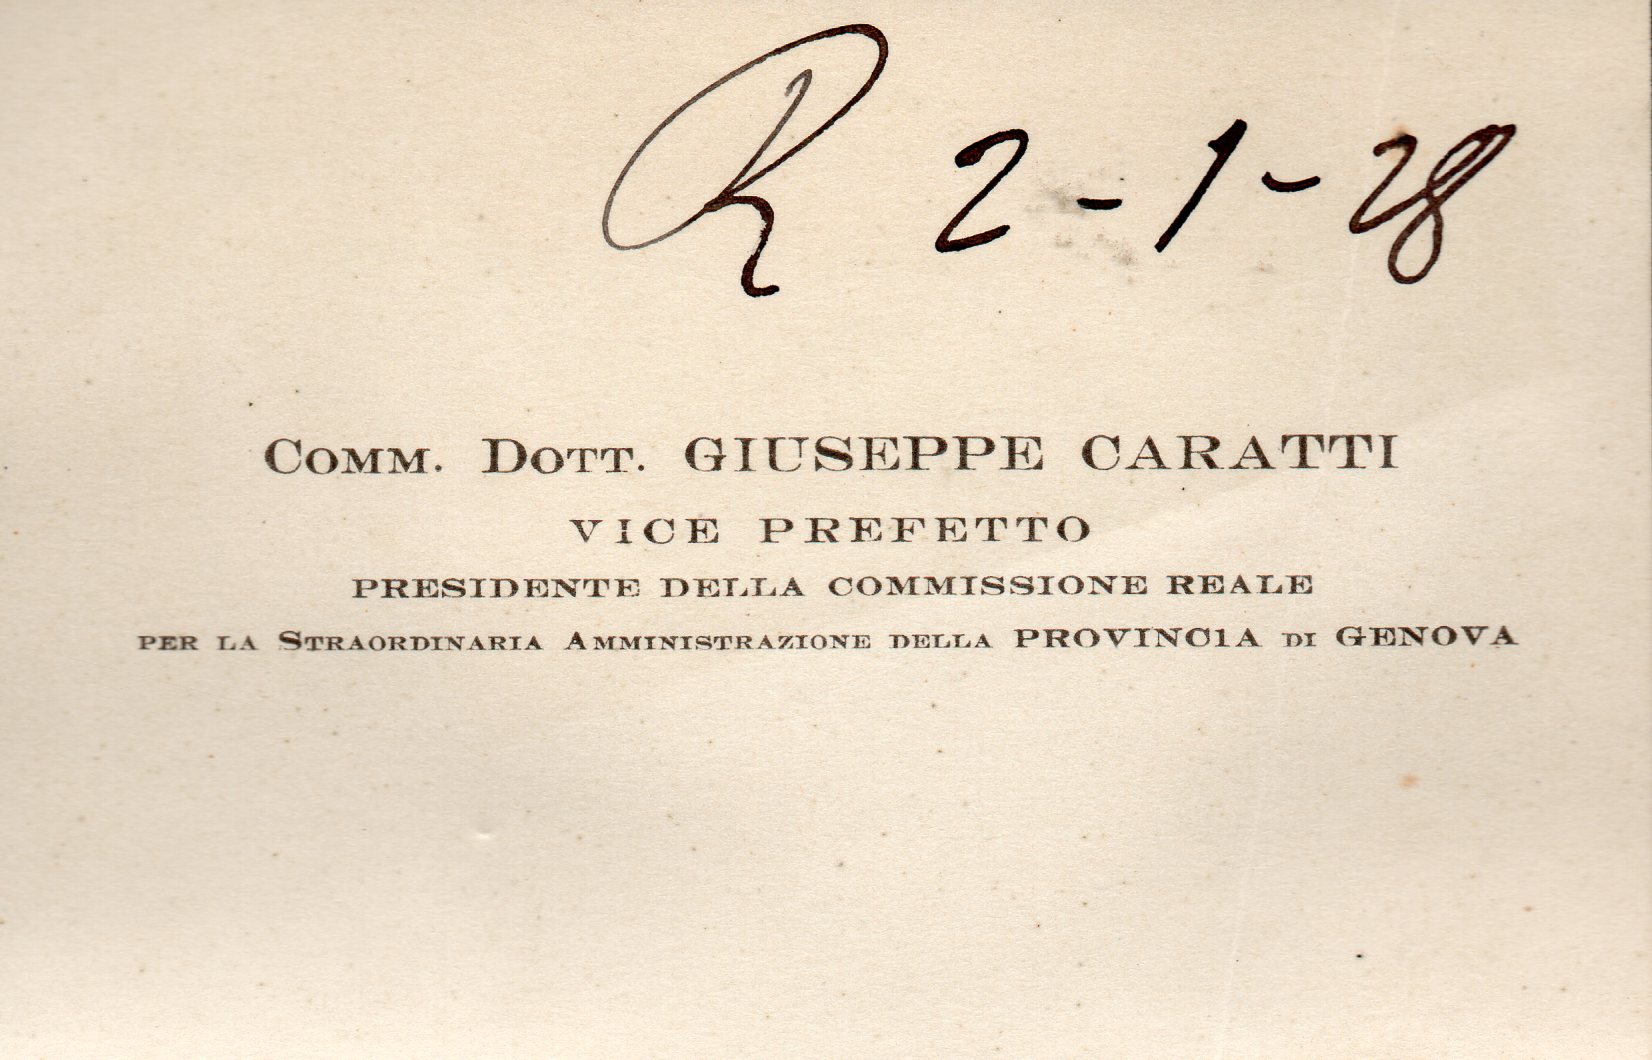 R 2-1-28
Comm. Dott. GIUSEPPE CARATTI
VICE PREFETTO
PRESIDENTE DELLA COMMISSIONE REALE
PER LA STRAORDINARIA AMMINISTRAZIONE DELLA PROVINC1A DI GENOVA